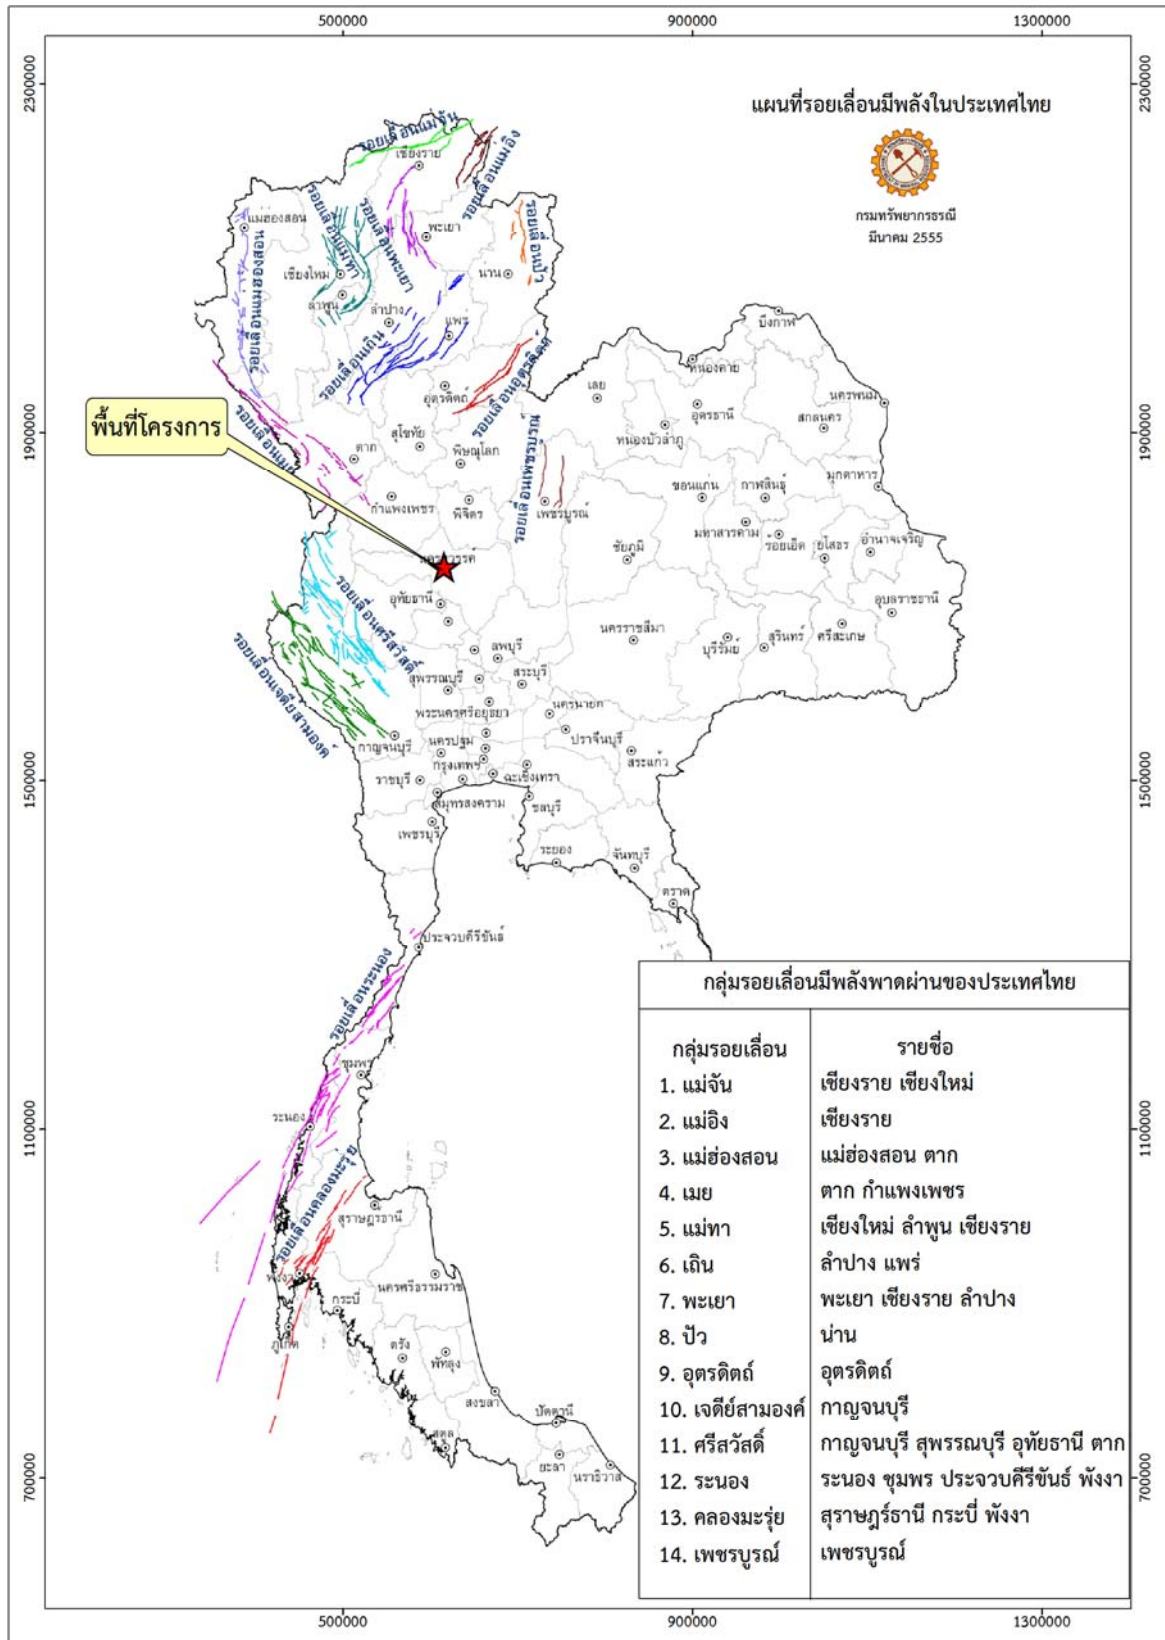 500000
900000
1300000
2300000
2300000
แผนที่รอยเลื่อนมีพลังในประเทศไทย
กรมทรัพยากรธรณี
มีนาคม 2555
รอยเลื่อนแม่จัน
เชียงราย
รอยเลื่อนแม่อิง
รอยเลื่อนแม่ทา
รอยเลื่อนพะเยา
รอยเลื่อนปัว
แม่ฮ่องสอน
พะเยา
รอยเลื่อนแม่ฮ่องสอน
เชียงใหม่
น่าน
ลำพูน
ลำปาง
แพร่
บึงกาฬ
รอยเลื่อนเถิน
รอยเลื่อนอุตรดิตถ์
หนองคาย
อุตรดิตถ์
เลย
อุดรธานี
นครพนม
สกลนคร
หนองบัวลำภู
รอยเลื่อนเมย
พื้นที่โครงการ
1900000
1900000
สุโขทัย
ตาก
พิษณุโลก
รอยเลื่อนเพชรบูรณ์
มุกดาหาร
ขอนแก่น
กาฬสินธุ์
กำแพงเพชร
พิจิตร
เพชรบูรณ์
มหาสารคาม
ร้อยเอ็ด
ยโสธร
อำนาจเจริญ
ชัยภูมิ
นครสวรรค์
อุทัยธานี
รอยเลื่อนศรีสวัสดิ์
อุบลราชธานี
นครราชสีมา
บุรีรัมย์
สุรินทร์
ศรีสะเกษ
รอยเลื่อนเจดีย์สามองค์
ลพบุรี
สุพรรณบุรี
สระบุรี
พระนครศรีอยุธยา
นครนายก
ปราจีนบุรี
กาญจนบุรี
นครปฐม
สระแก้ว
กรุงเทพฯ
ราชบุรี
ฉะเชิงเทรา
1500000
1500000
สมุทรสงคราม
ชลบุรี
เพชรบุรี
ระยอง
จันทบุรี
ตราด
ประจวบคีรีขันธ์
รอยเลื่อนระนอง
ชุมพร
ระนอง
1100000
1100000
รอยเลื่อนคลองมะรุ่ย
สุราษฎร์ธานี
พังงา
นครศรีธรรมราช
กระบี่
ภูเก็ต
ตรัง
พัทลุง
สงขลา
ปัตตานี
สตูล
ยะลา
นราธิวาส
700000
700000
กลุ่มรอยเลื่อนมีพลังพาดผ่านของประเทศไทย
กลุ่มรอยเลื่อน รายชื่อ
1. แม่จัน เชียงราย เชียงใหม่
2. แม่อิง เชียงราย
3. แม่ฮ่องสอน แม่ฮ่องสอน ตาก
4. เมย ตาก กำแพงเพชร
5. แม่ทา เชียงใหม่ ลำพูน เชียงราย
6. เถิน ลำปาง แพร่
7. พะเยา พะเยา เชียงราย ลำปาง
8. ปัว น่าน
9. อุตรดิตถ์ อุตรดิตถ์
10. เจดีย์สามองค์ กาญจนบุรี
11. ศรีสวัสดิ์ กาญจนบุรี สุพรรณบุรี อุทัยธานี ตาก
12. ระนอง ระนอง ชุมพร ประจวบคีรีขันธ์ พังงา
13. คลองมะรุ่ย สุราษฎร์ธานี กระบี่ พังงา
14. เพชรบูรณ์ เพชรบูรณ์
500000
900000
1300000